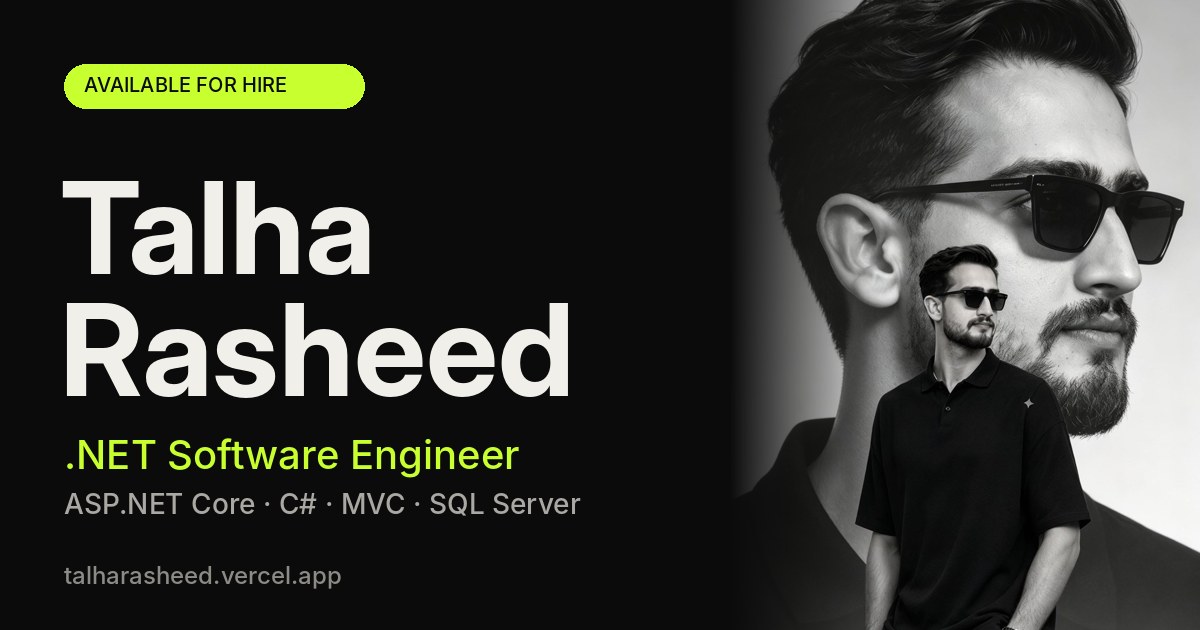 AVAILABLE FOR HIRE
Talha
Rasheed
.NET Software Engineer
ASP.NET Core · C# · MVC · SQL Server
talharasheed.vercel.app